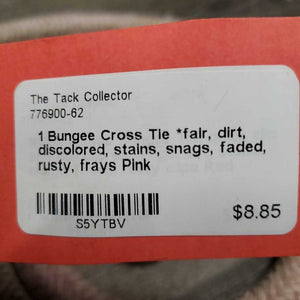 The Tack Collector
776900-62
1 Bungee Cross Tie *fair, dirt,
discolored, stains, snags, faded,
rusty, frays Pink
S5YTBV
$8.85